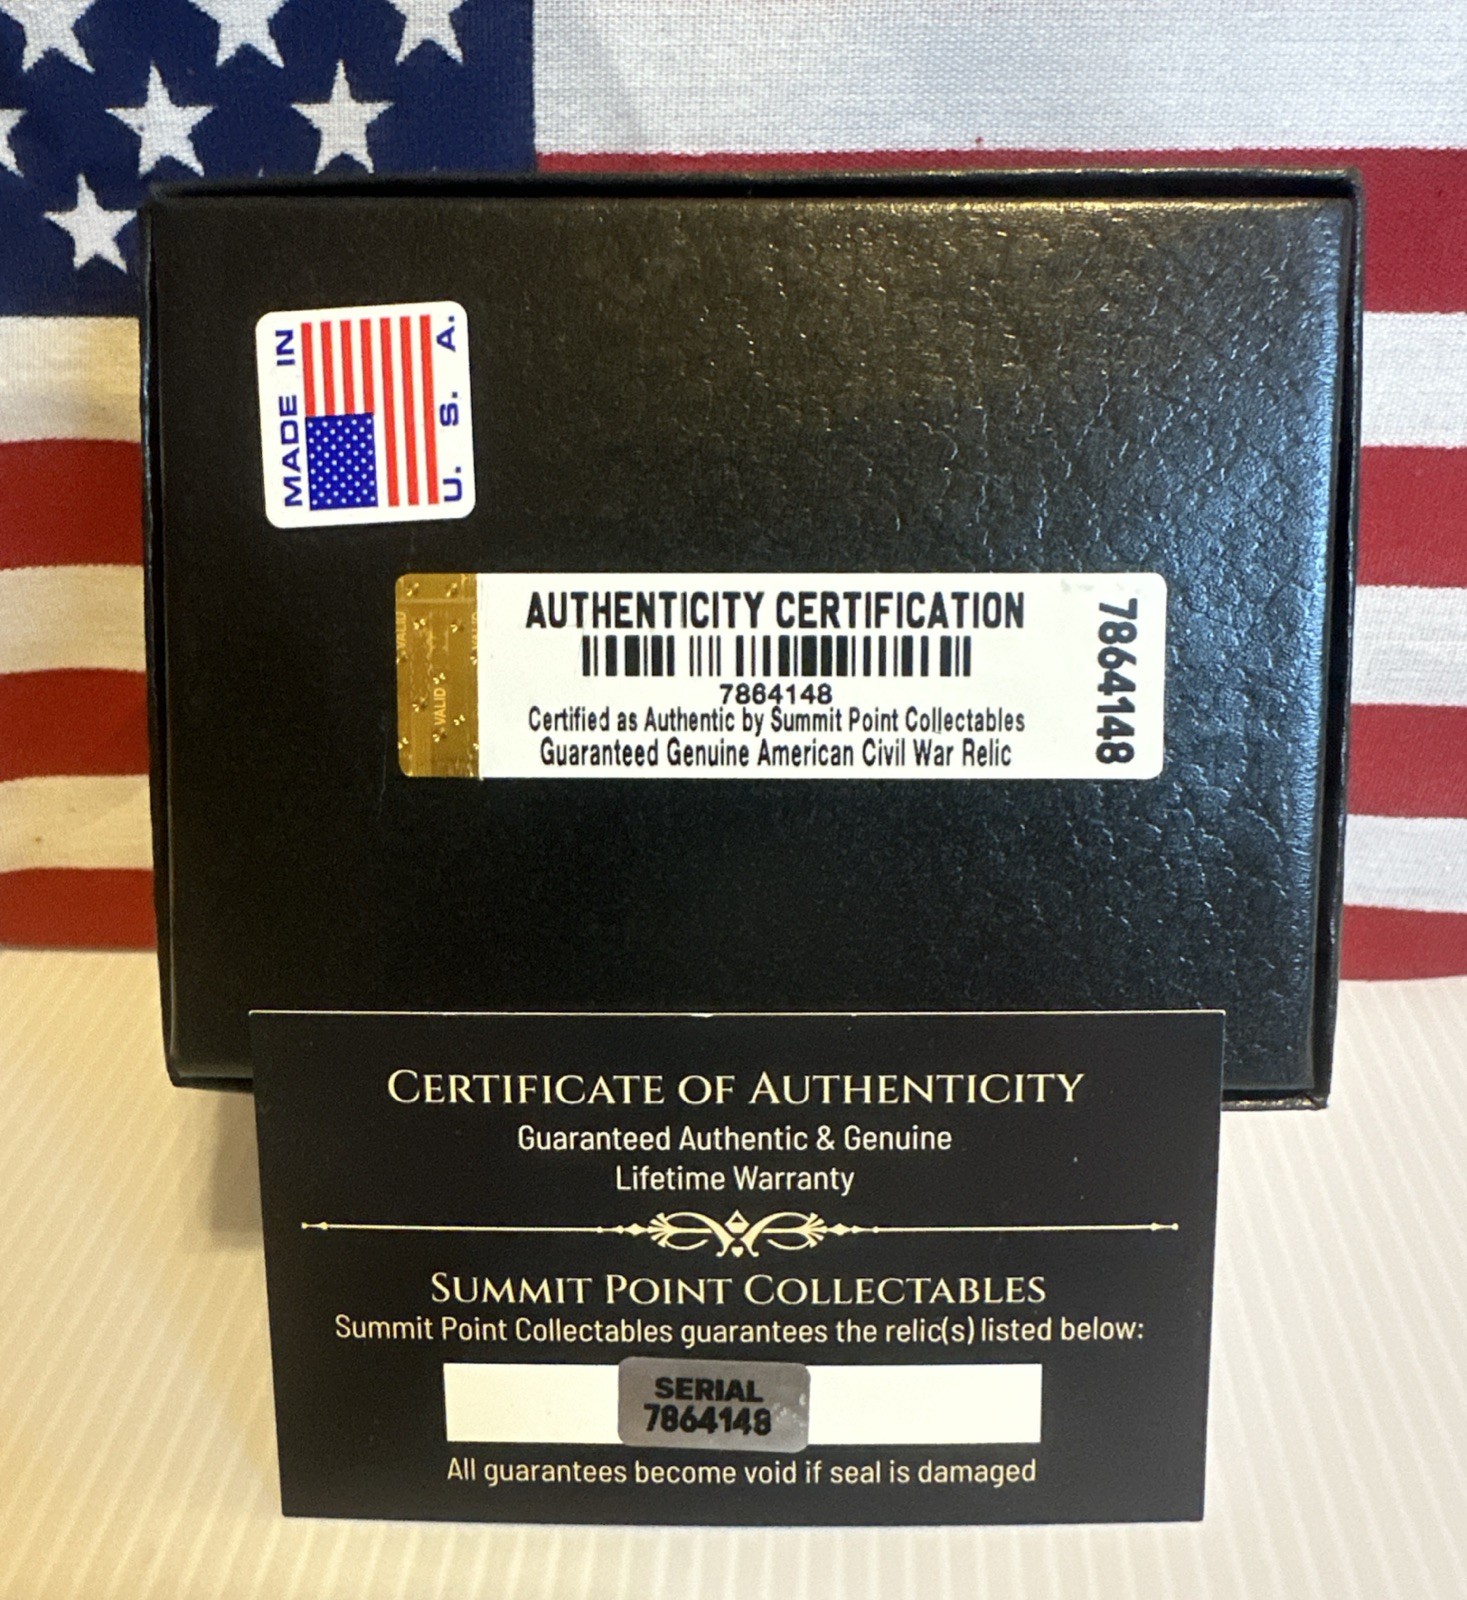 MADE IN
U. S. A.
VALID
VALID
AUTHENTICITY CERTIFICATION
7864148
Certified as Authentic by Summit Point Collectables
Guaranteed Genuine American Civil War Relic
7864148
CERTIFICATE OF AUTHENTICITY
Guaranteed Authentic & Genuine
Lifetime Warranty
SUMMIT POINT COLLECTABLES
Summit Point Collectables guarantees the relic(s) listed below:
SERIAL
7864148
All guarantees become void if seal is damaged